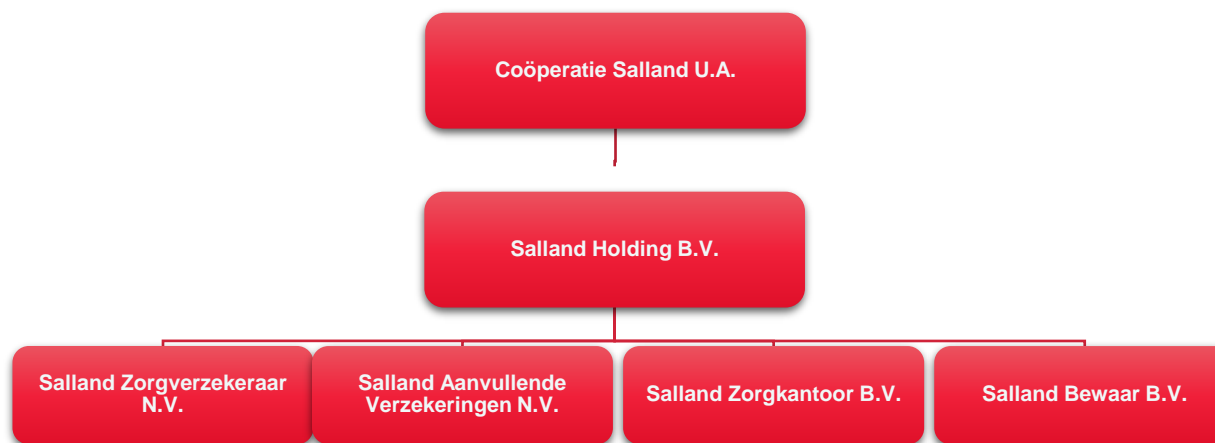 Coöperatie Salland U.A.
Salland Holding B.V.
Salland Zorgverzekeraar
N.V.
Salland Aanvullende
Verzekeringen N.V.
Salland Zorgkantoor B.V.
Salland Bewaar B.V.